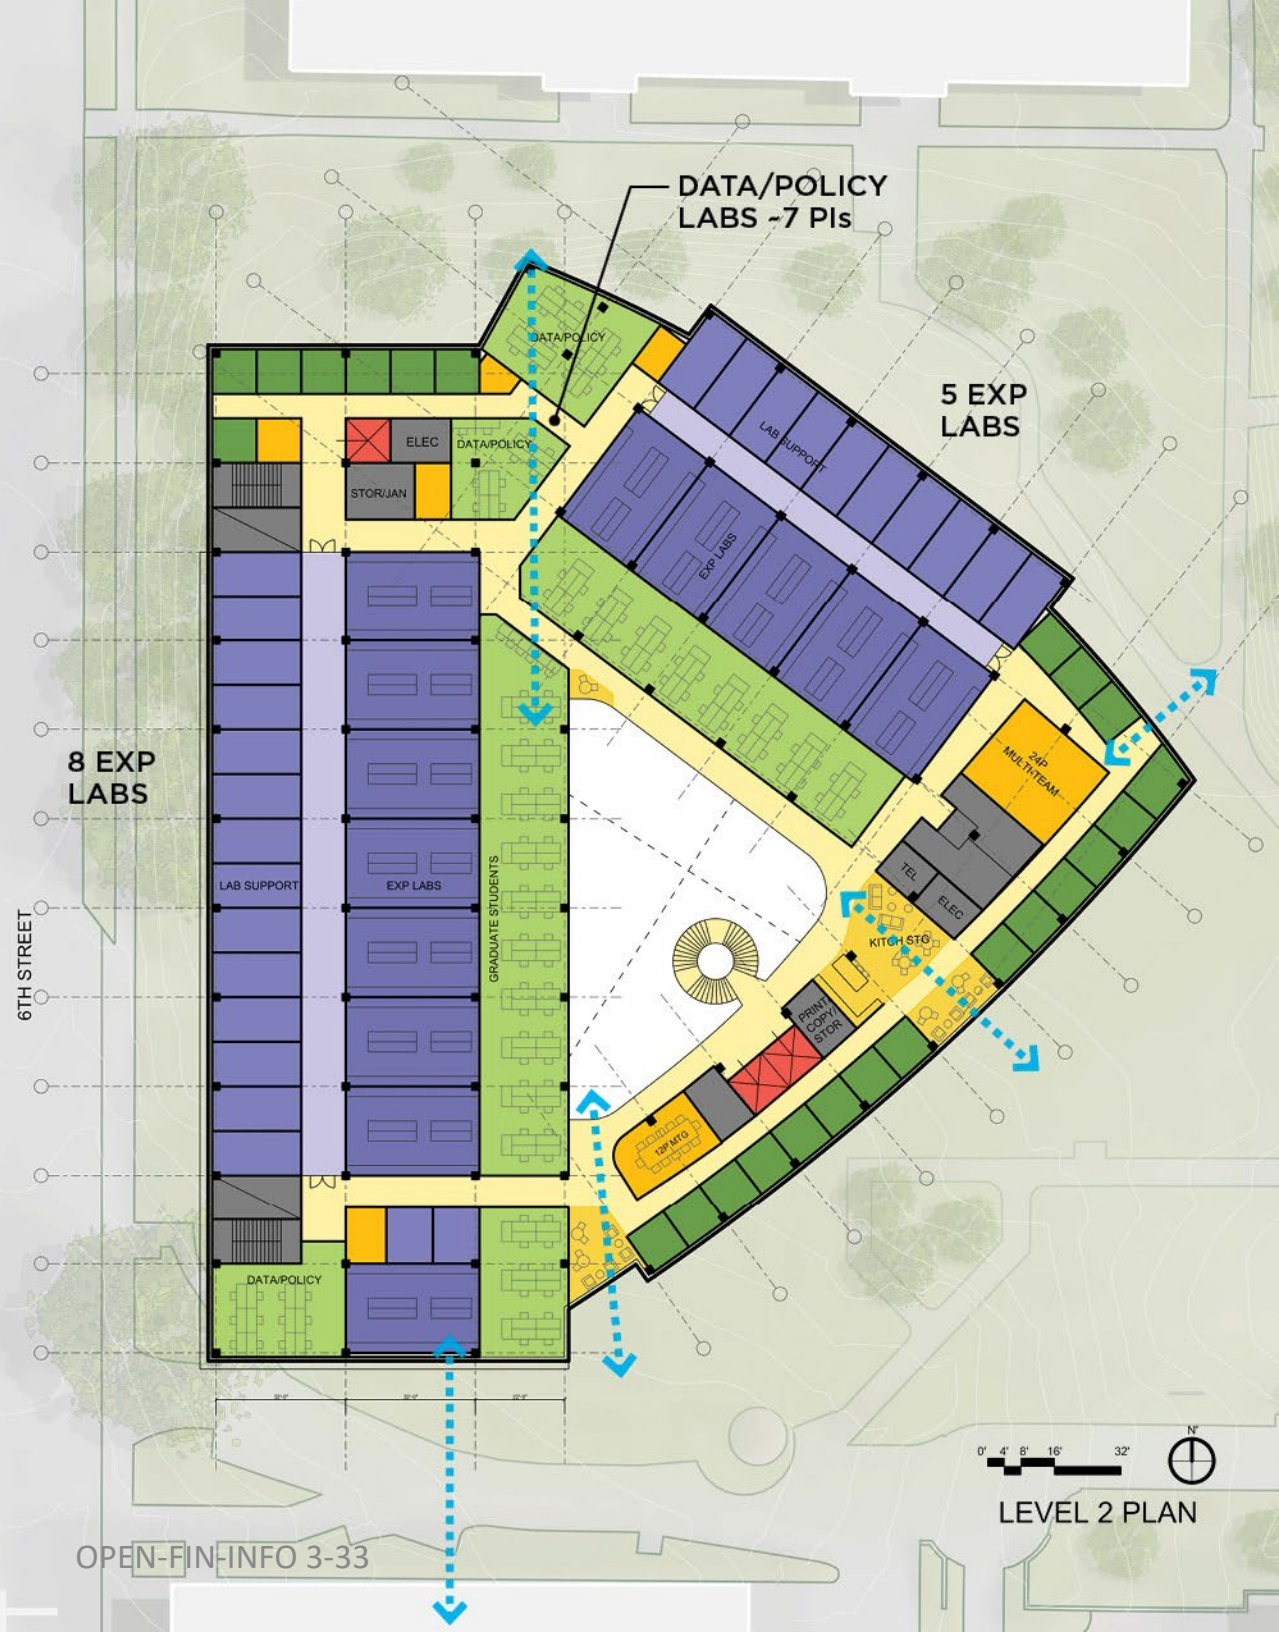 DATA/POLICY
LABS ~7 PIs
DATA/POLICY
5 EXP
LABS
LAB SUPPORT
ELEC
DATA/POLICY
STOR/JAN
EXP LABS
8 EXP
LABS
24P
MULTI-TEAM
LAB SUPPORT
EXP LABS
GRADUATE STUDENTS
TEL
ELEC
KITCH STG
6TH STREET
PRINT/
COPY/
STOR
12P MTG
DATA/POLICY
N'
0' 4' 8' 16' 32'
LEVEL 2 PLAN
OPEN-FIN-INFO 3-33